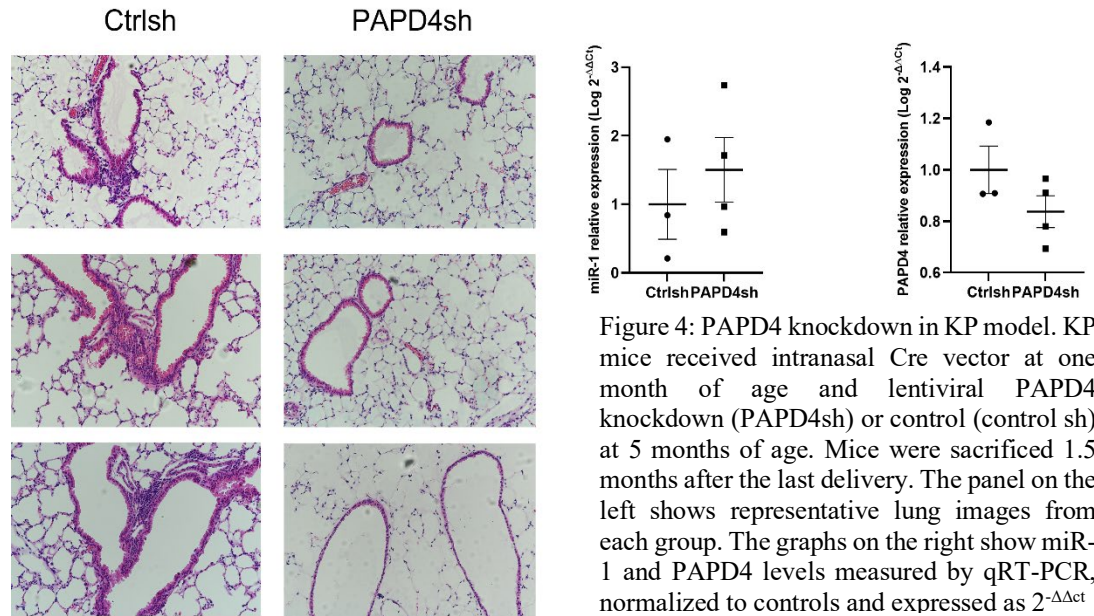 Ctrlsh
PAPD4sh
miR-1 relative expression (Log 2^-ΔΔCt)
3
2
1
0
Ctrlsh
PAPD4sh
PAPD4 relative expression (Log 2^-ΔΔCt)
1.4
1.2
1.0
0.8
0.6
Ctrlsh
PAPD4sh
Figure 4: PAPD4 knockdown in KP model. KP
mice received intranasal Cre vector at one
month of age and lentiviral PAPD4
knockdown (PAPD4sh) or control (control sh)
at 5 months of age. Mice were sacrificed 1.5
months after the last delivery. The panel on the
left shows representative lung images from
each group. The graphs on the right show miR-
1 and PAPD4 levels measured by qRT-PCR,
normalized to controls and expressed as 2^-ΔΔct